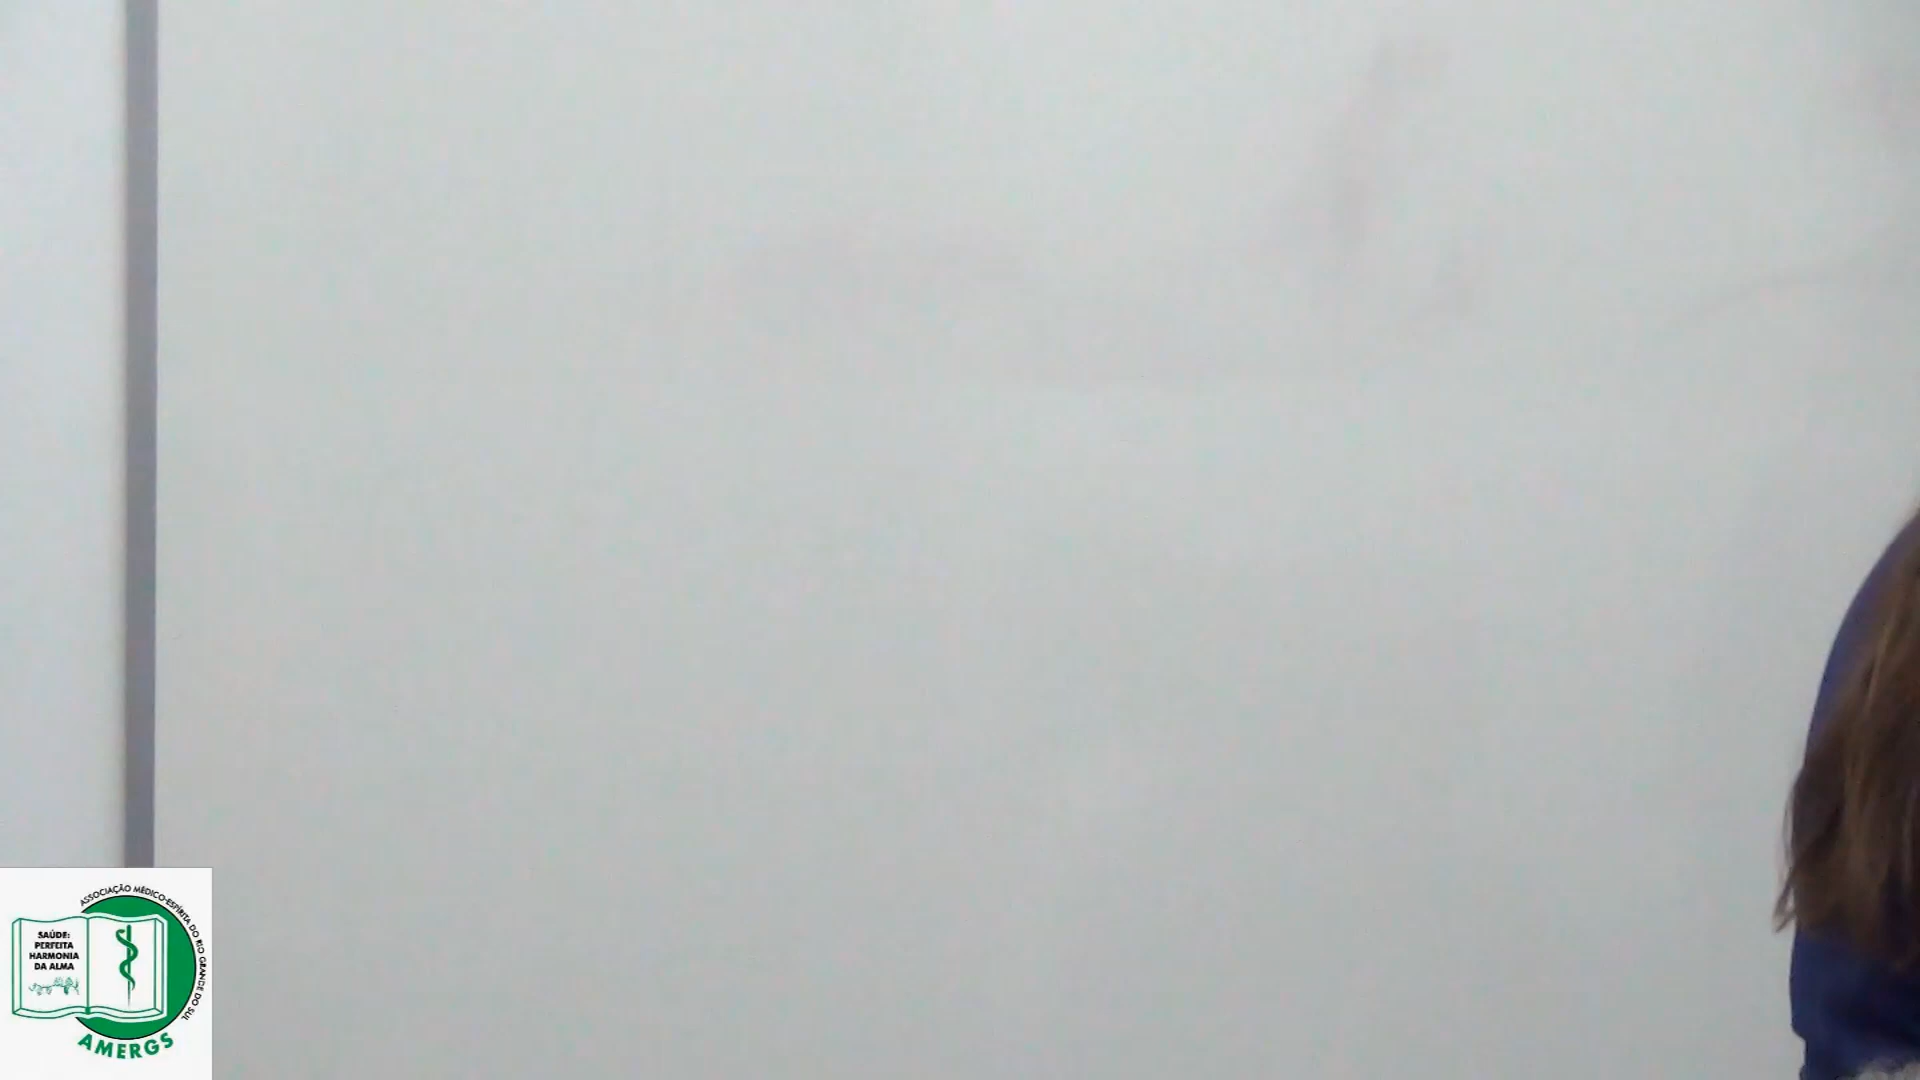 ASSOCIAÇÃO MÉDICO-ESPÍRITA DO RIO GRANDE DO SUL
SAÚDE:
PERFEITA
HARMONIA
DA ALMA
AMERGS